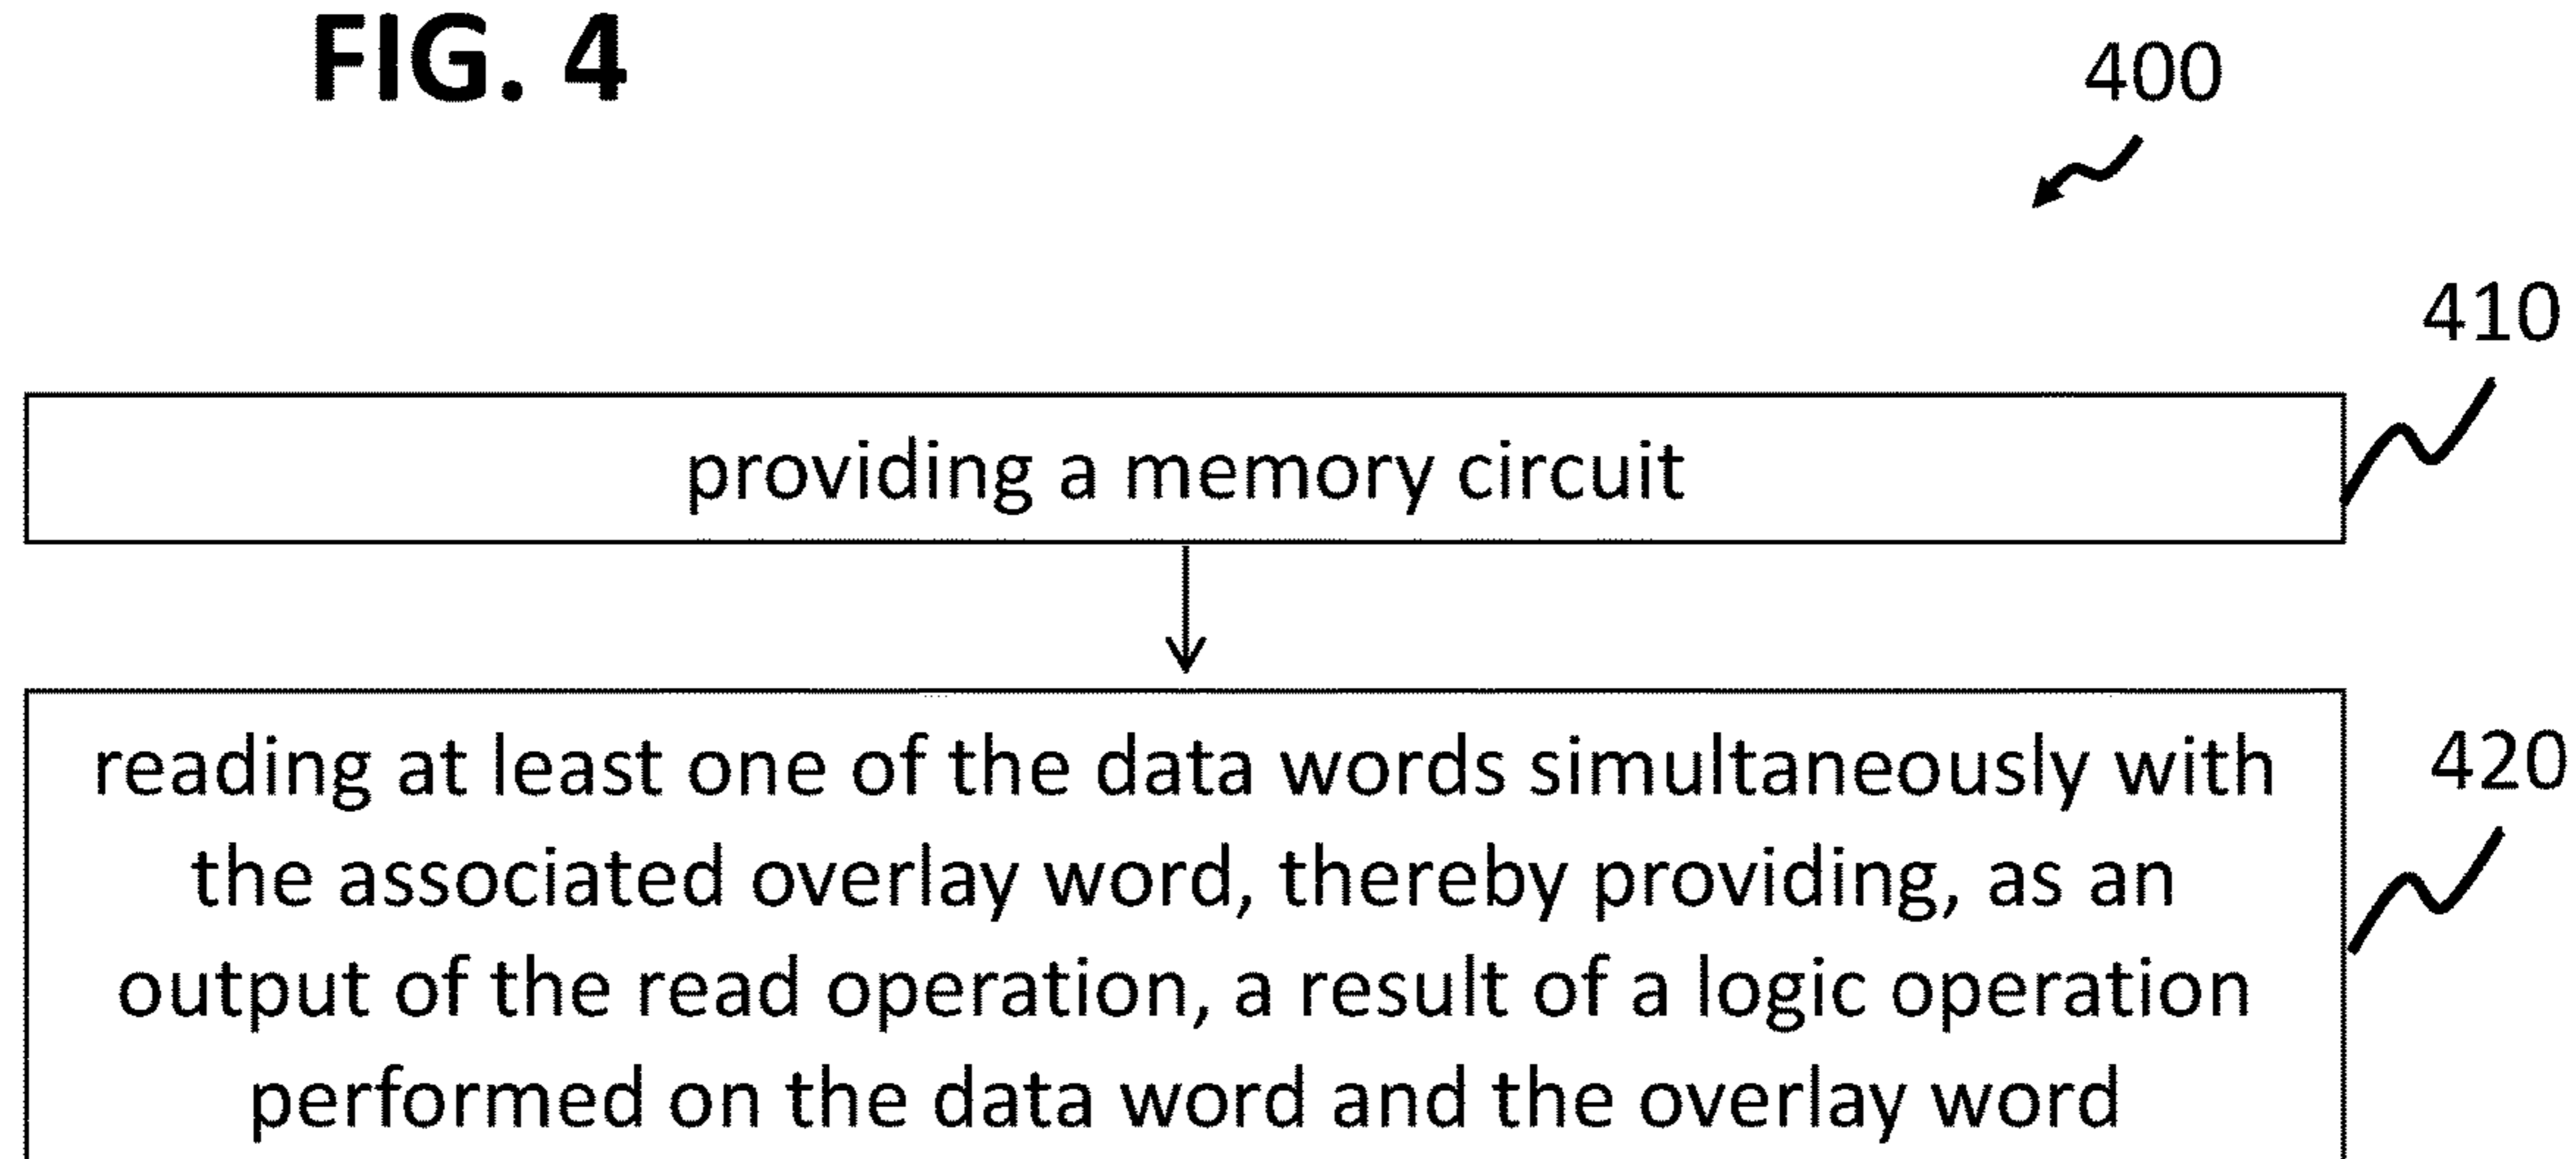 FIG. 4
400
410
providing a memory circuit
reading at least one of the data words simultaneously with
420
the associated overlay word, thereby providing, as an
output of the read operation, a result of a logic operation
performed on the data word and the overlay word